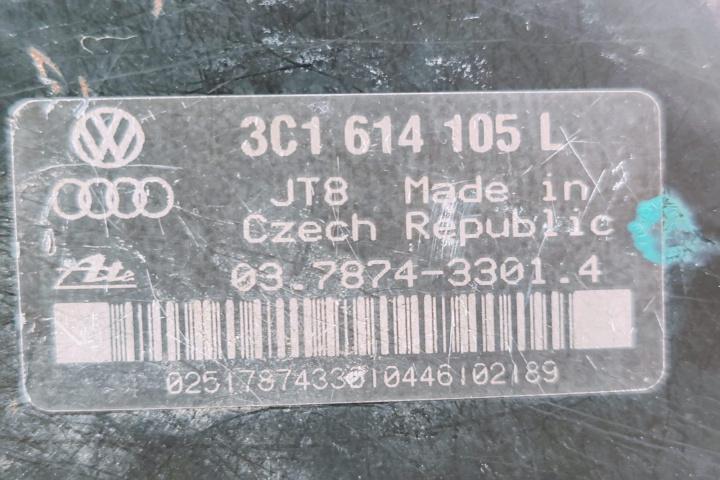 3C1 614 105 L
JT8 Made in
Czech Republic
Ate
03.7874-3301.4
0251787433010446102189